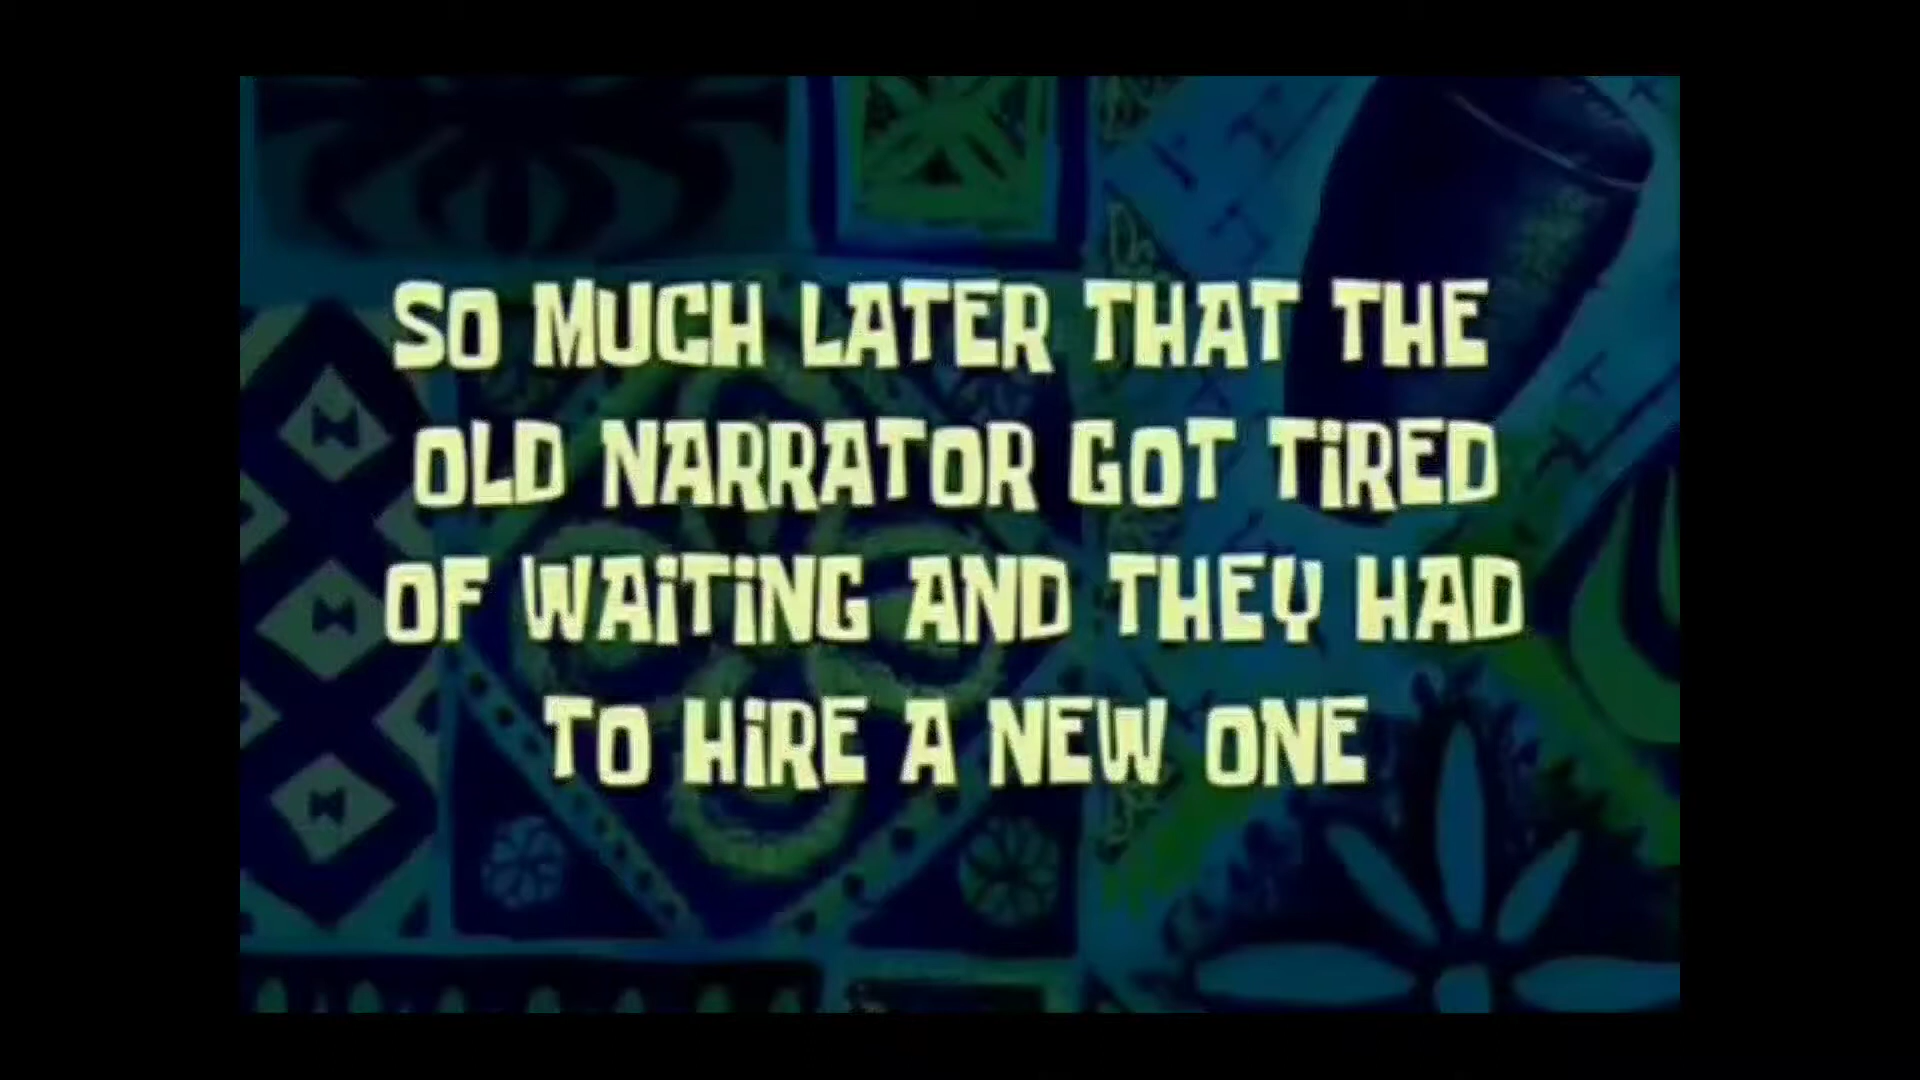 SO MUCH LATER THAT THE
OLD NARRATOR GOT TiRED
OF WAiTiNG AND THEY HAD
TO HiRE A NEW ONE